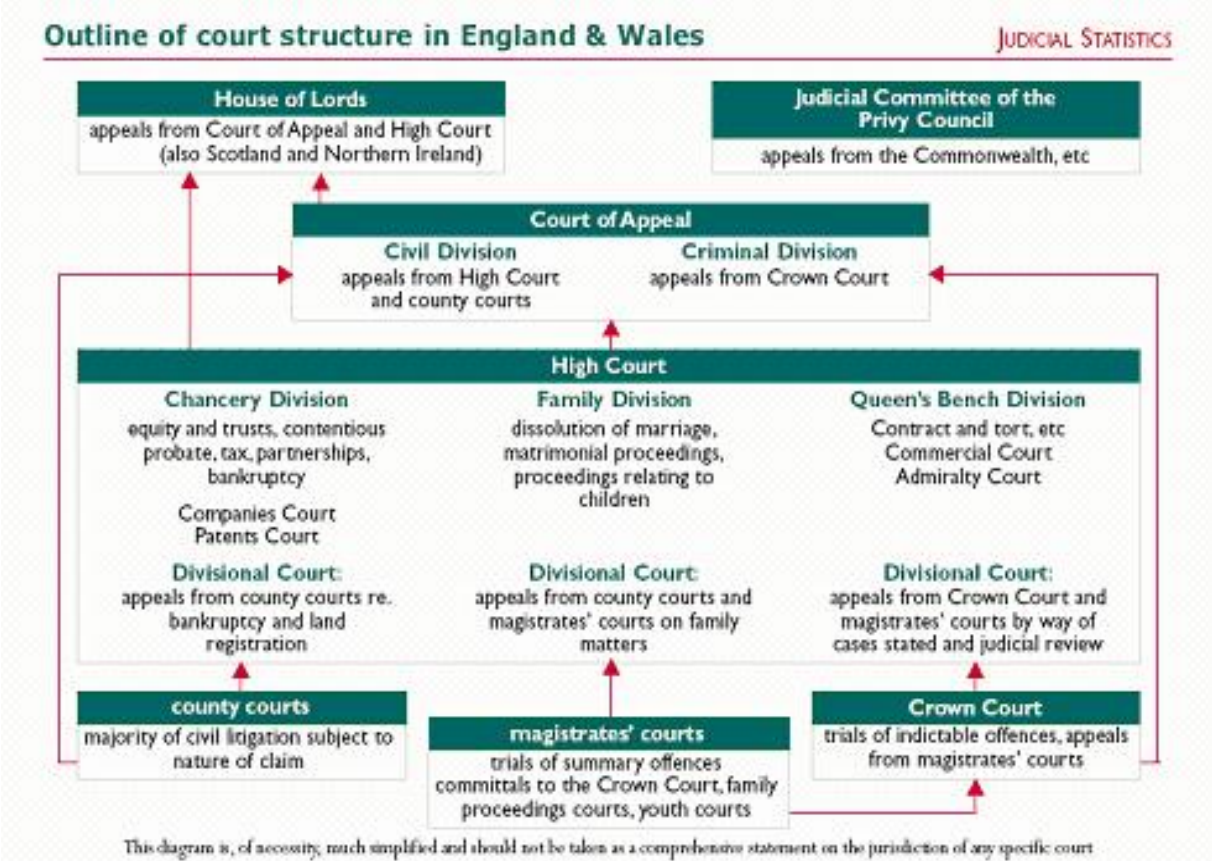 Outline of court structure in England & Wales
JUDICIAL STATISTICS
House of Lords
appeals from Court of Appeal and High Court
(also Scotland and Northern Ireland)
Judicial Committee of the
Privy Council
appeals from the Commonwealth, etc
Court of Appeal
Civil Division
appeals from High Court
and county courts
Criminal Division
appeals from Crown Court
High Court
Chancery Division
equity and trusts, contentious
probate, tax, partnerships,
bankruptcy
Companies Court
Patents Court
Divisional Court:
appeals from county courts re.
bankruptcy and land
registration
Family Division
dissolution of marriage,
matrimonial proceedings,
proceedings relating to
children
Divisional Court:
appeals from county courts and
magistrates' courts on family
matters
Queen's Bench Division
Contract and tort, etc
Commercial Court
Admiralty Court
Divisional Court:
appeals from Crown Court and
magistrates' courts by way of
cases stated and judicial review
county courts
majority of civil litigation subject to
nature of claim
magistrates' courts
trials of summary offences
committals to the Crown Court, family
proceedings courts, youth courts
Crown Court
trials of indictable offences, appeals
from magistrates' courts
This diagram is, of necessity, much simplified and should not be taken as a comprehensive statement on the jurisdiction of any specific court